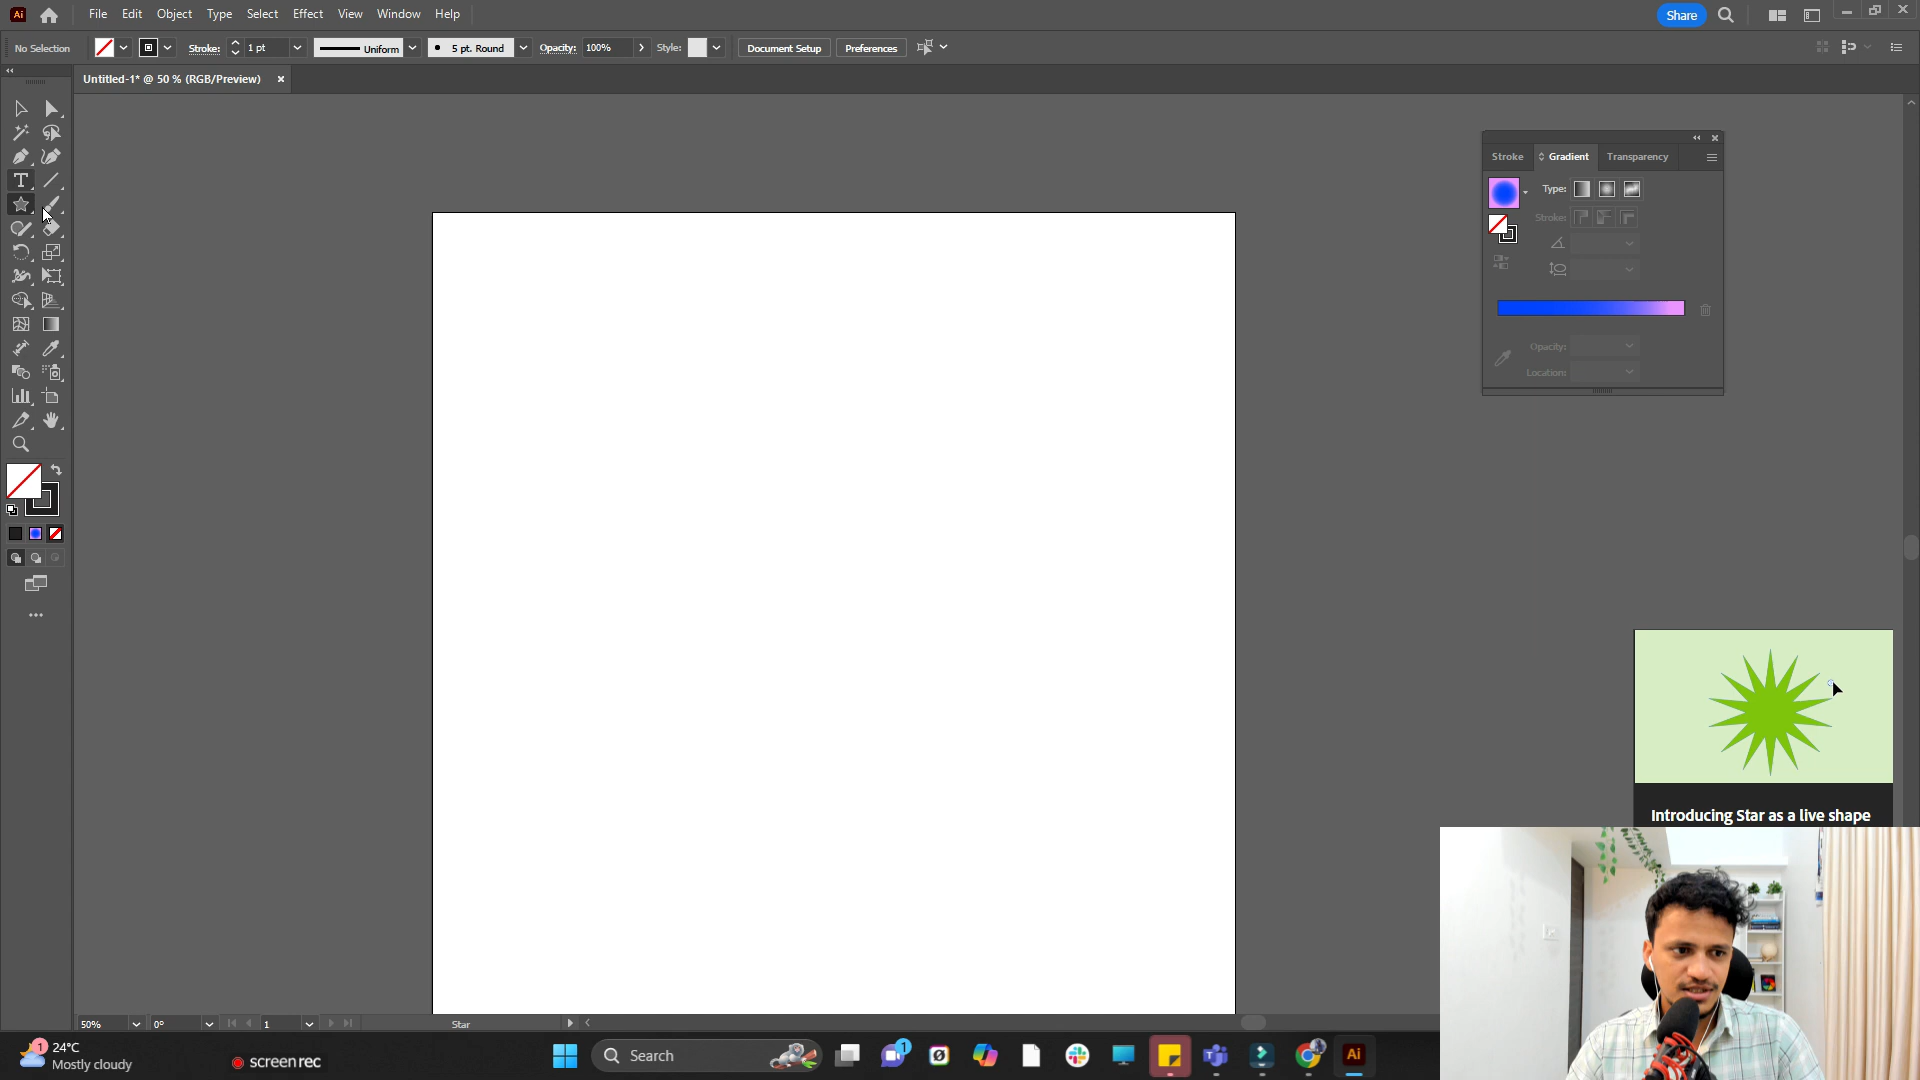 Ai File Edit Object Type Select Effect View Window Help Share
No Selection Stroke: 1 pt Uniform 5 pt. Round Opacity: 100% Style: Document Setup Preferences
Untitled-1* @ 50 % (RGB/Preview)
Stroke Gradient Transparency
Type:
Stroke:
Opacity:
Location:
Introducing Star as a live shape
50% 0° 1 Star
1
24°C
Mostly cloudy
screenrec
Search
1
Ai